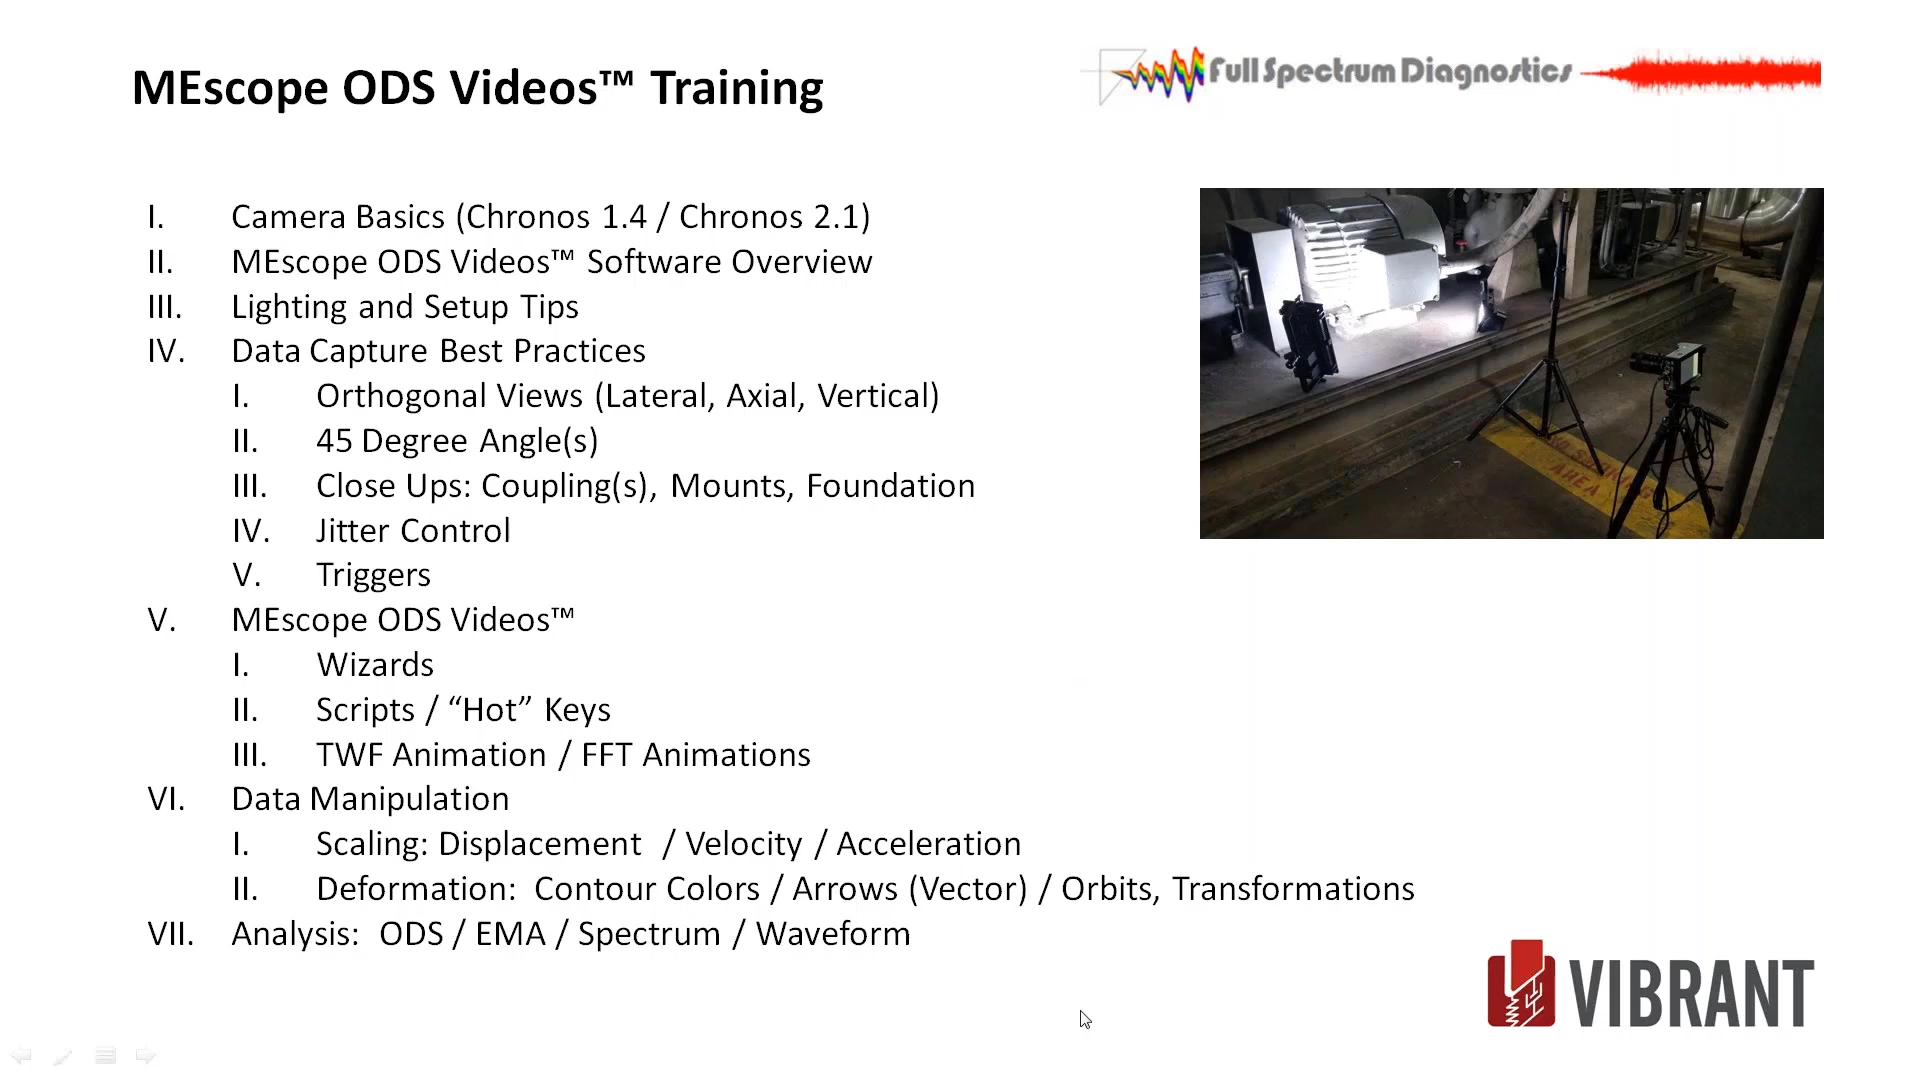 MEscope ODS Videos™ Training
Full Spectrum Diagnostics
I. Camera Basics (Chronos 1.4 / Chronos 2.1)
II. MEscope ODS Videos™ Software Overview
III. Lighting and Setup Tips
IV. Data Capture Best Practices
I. Orthogonal Views (Lateral, Axial, Vertical)
II. 45 Degree Angle(s)
III. Close Ups: Coupling(s), Mounts, Foundation
IV. Jitter Control
V. Triggers
V. MEscope ODS Videos™
I. Wizards
II. Scripts / “Hot” Keys
III. TWF Animation / FFT Animations
VI. Data Manipulation
I. Scaling: Displacement / Velocity / Acceleration
II. Deformation: Contour Colors / Arrows (Vector) / Orbits, Transformations
VII. Analysis: ODS / EMA / Spectrum / Waveform
AREA
VIBRANT